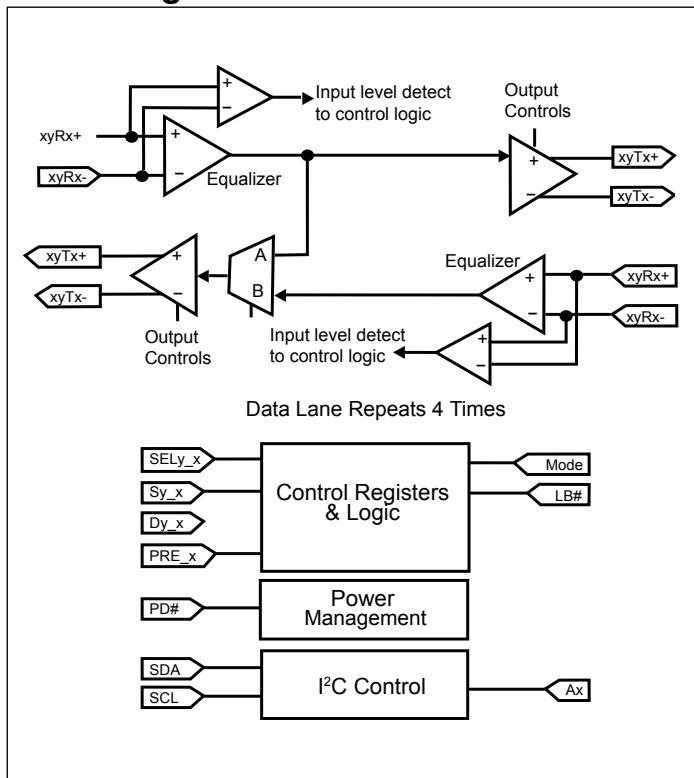 Input level detect
to control logic
Output
Controls
xyRx+
xyRx-
+
−
+
−
Equalizer
+
−
xyTx+
xyTx-
xyTx+
xyTx-
+
−
A
B
Output
Controls
Equalizer
+
−
xyRx+
xyRx-
Input level detect
to control logic
+
−
Data Lane Repeats 4 Times
SELy_x
Sy_x
Dy_x
PRE_x
Control Registers
& Logic
Mode
LB#
PD#
Power
Management
SDA
SCL
I²C Control
Ax